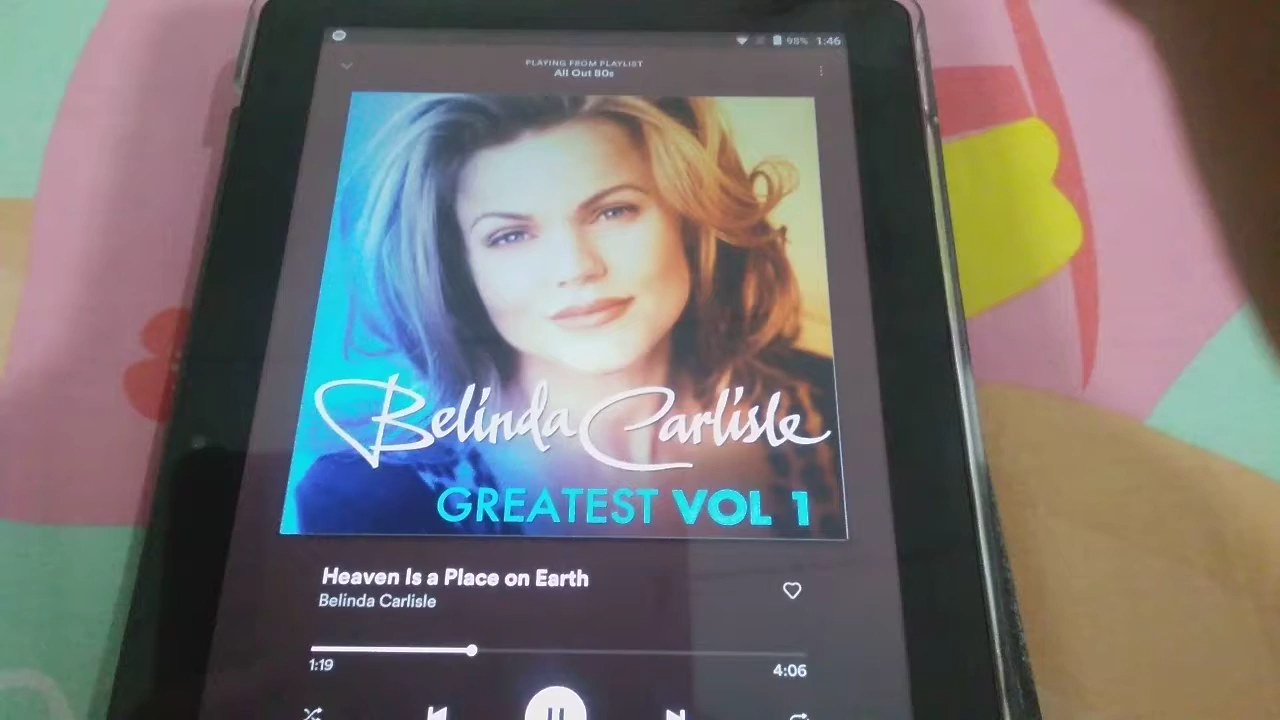 98% 1:46
PLAYING FROM PLAYLIST
All Out 80s
Belinda Carlisle
GREATEST VOL 1
Heaven Is a Place on Earth
Belinda Carlisle
1:19 4:06